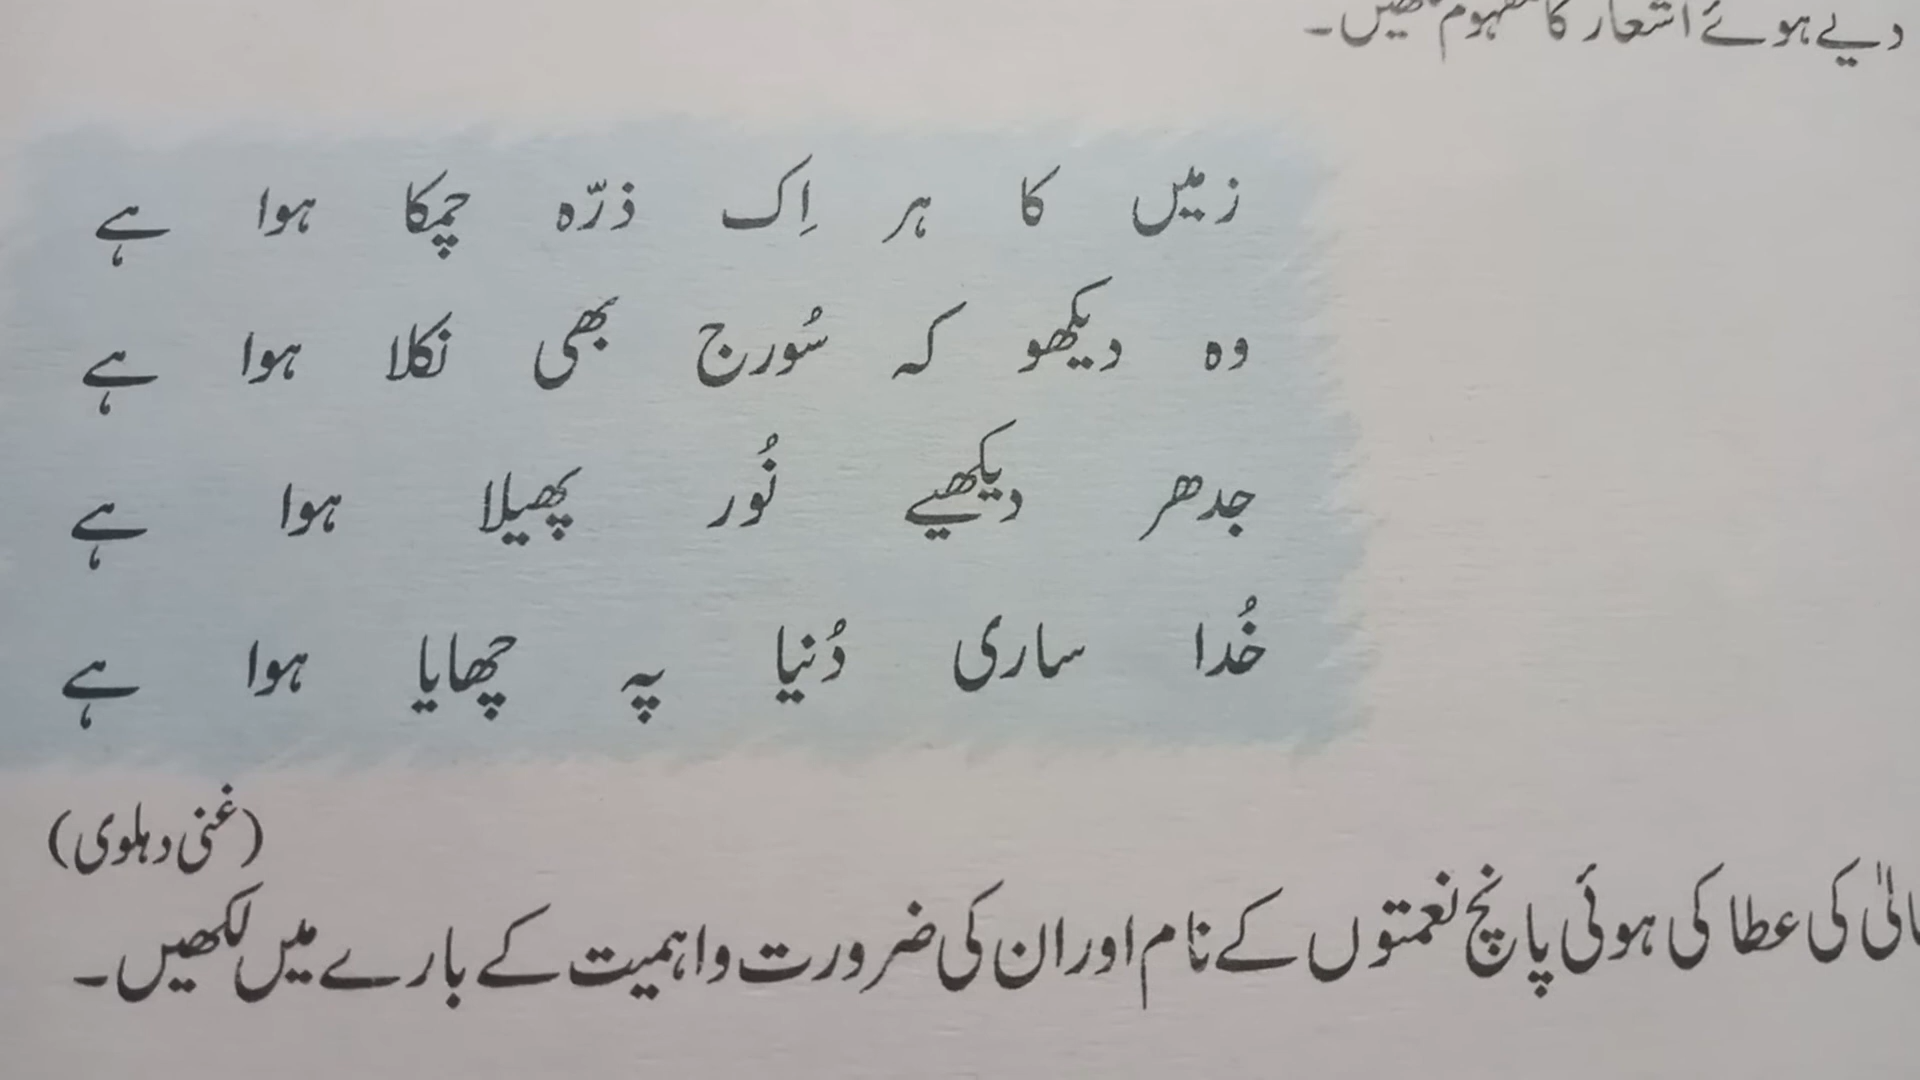 دیے ہوئے اشعار کا مفہوم لکھیں۔
زمیں کا ہر اِک ذرّہ چمکا ہوا ہے
وہ دیکھو کہ سُورج بھی نکلا ہوا ہے
جدھر دیکھیے نُور پھیلا ہوا ہے
خُدا ساری دُنیا پہ چھایا ہوا ہے
(غنی دہلوی)
کی عطا کی ہوئی پانچ نعمتوں کے نام اور ان کی ضرورت و اہمیت کے بارے میں لکھیں۔